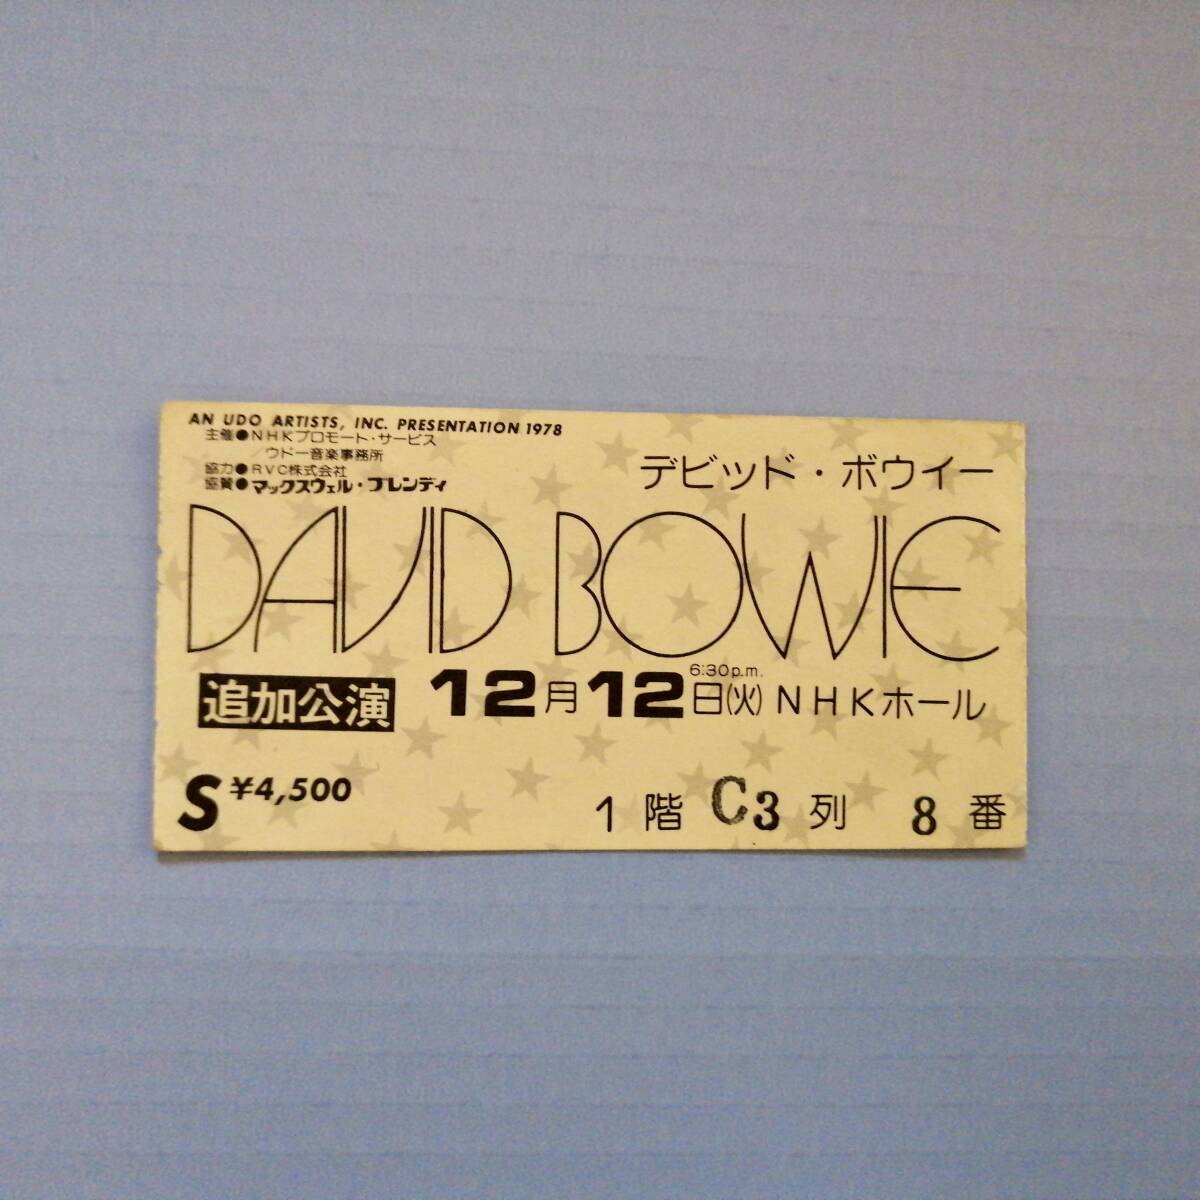 AN UDO ARTISTS, INC. PRESENTATION 1978
主催●NHKプロモート・サービス
ウドー音楽事務所
協力●RVC株式会社
協賛●マックスウェル・ブレンディ
デビッド・ボウイー
DAVID BOWIE
追加公演 12月12日(火) 6:30p.m. NHKホール
S ¥4,500
1階 C3列 8番